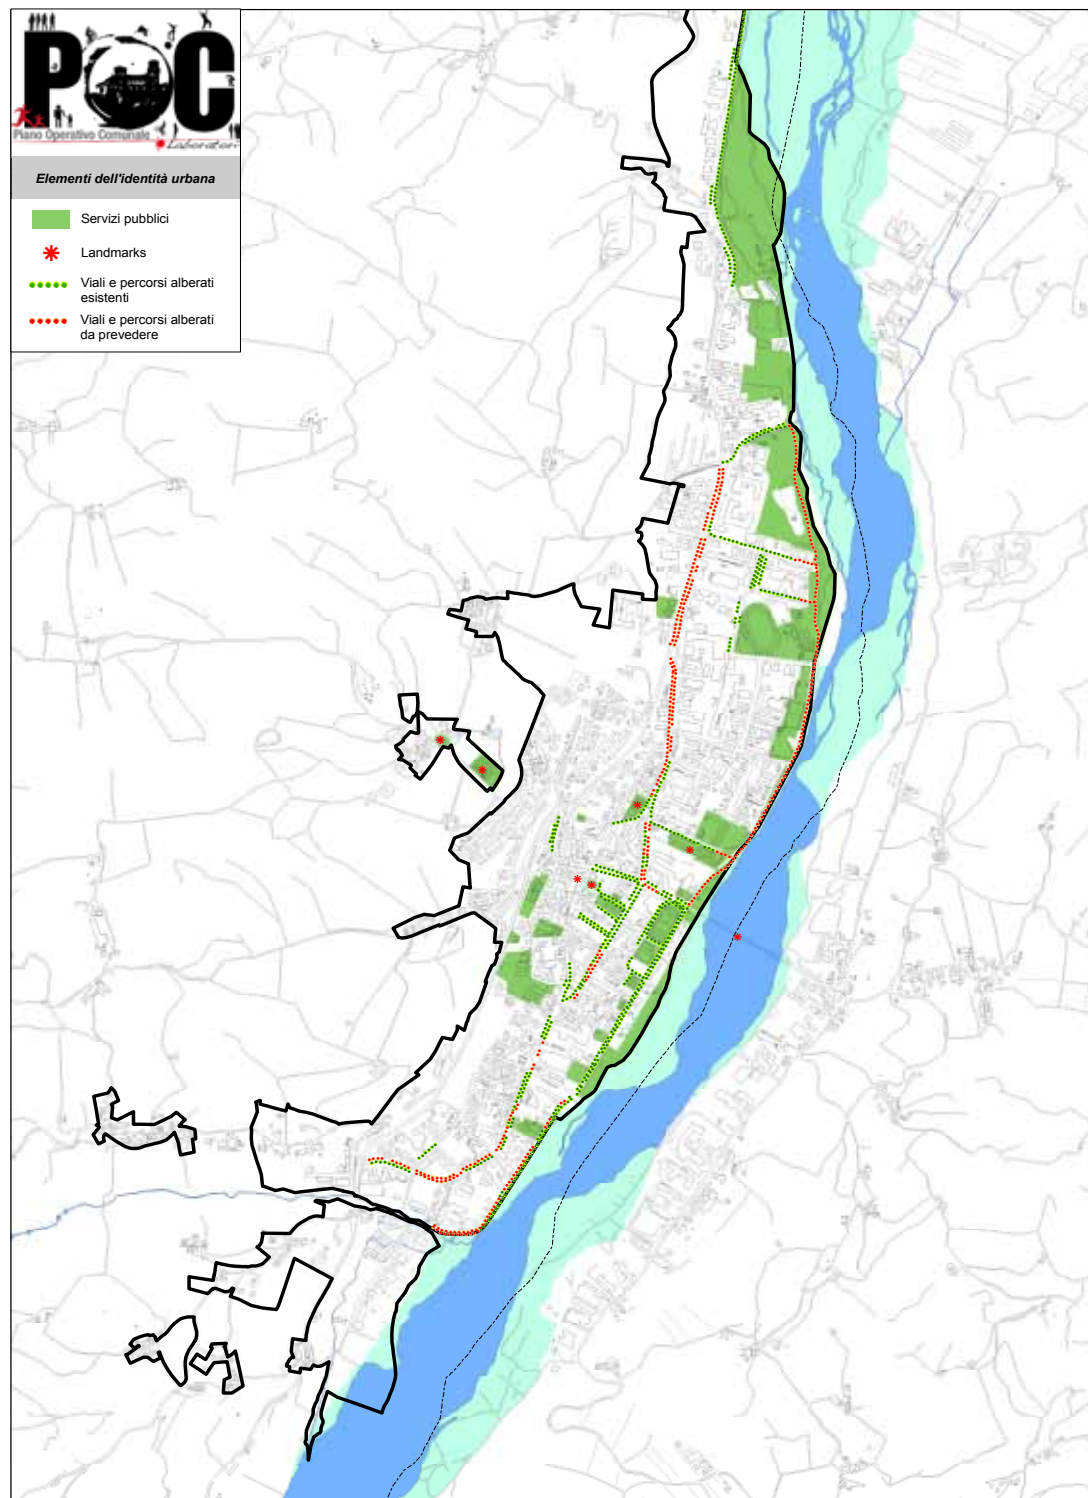 POC
Piano Operativo Comunale
Laboratori
Elementi dell'identità urbana
Servizi pubblici
Landmarks
Viali e percorsi alberati
esistenti
Viali e percorsi alberati
da prevedere